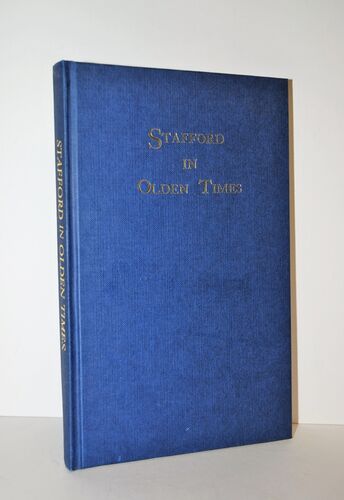 STAFFORD
IN
OLDEN TIMES
STAFFORD IN OLDEN TIMES